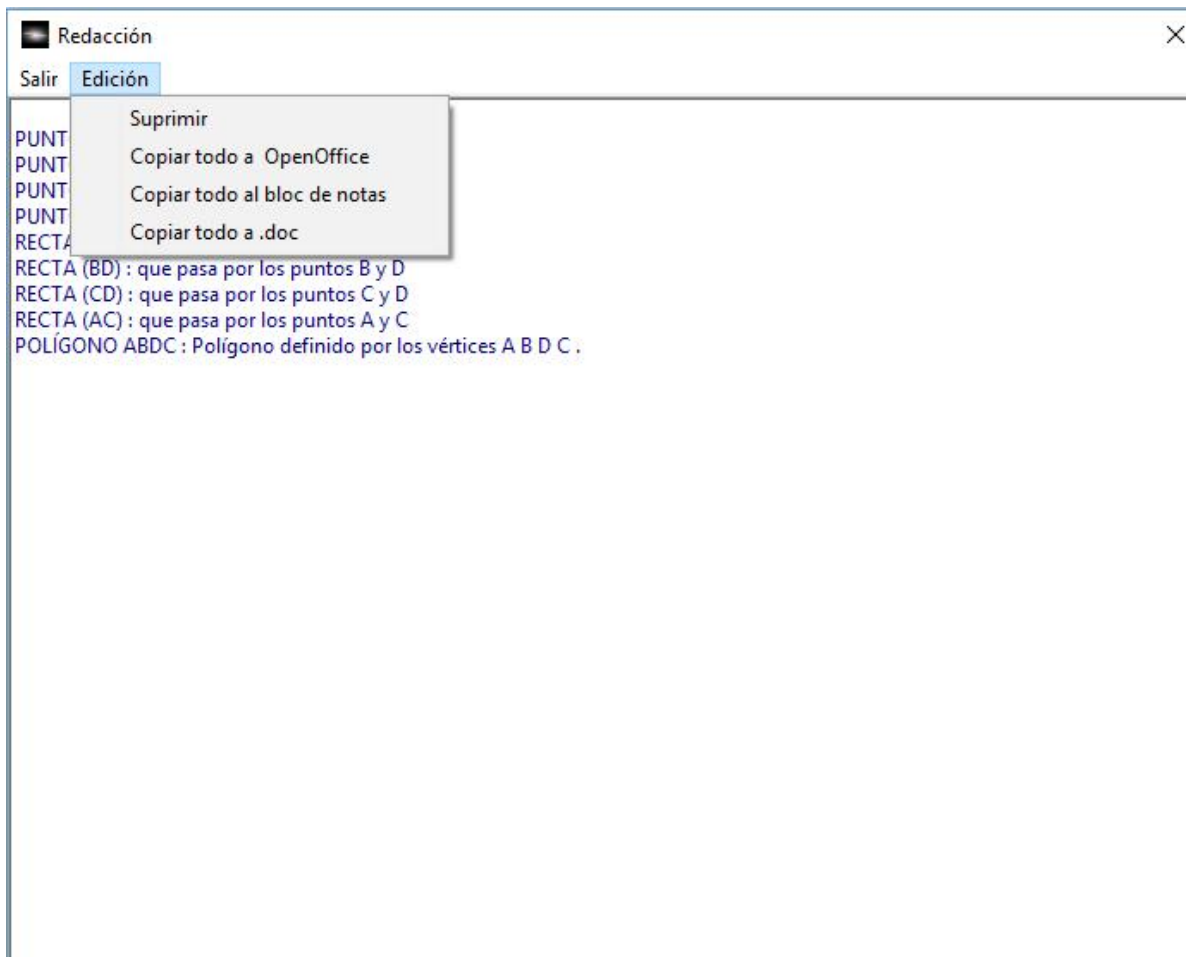 Redacción
Salir Edición
Suprimir
Copiar todo a OpenOffice
Copiar todo al bloc de notas
Copiar todo a .doc
PUNT
PUNT
PUNT
PUNT
RECTA
RECTA (BD) : que pasa por los puntos B y D
RECTA (CD) : que pasa por los puntos C y D
RECTA (AC) : que pasa por los puntos A y C
POLÍGONO ABDC : Polígono definido por los vértices A B D C .